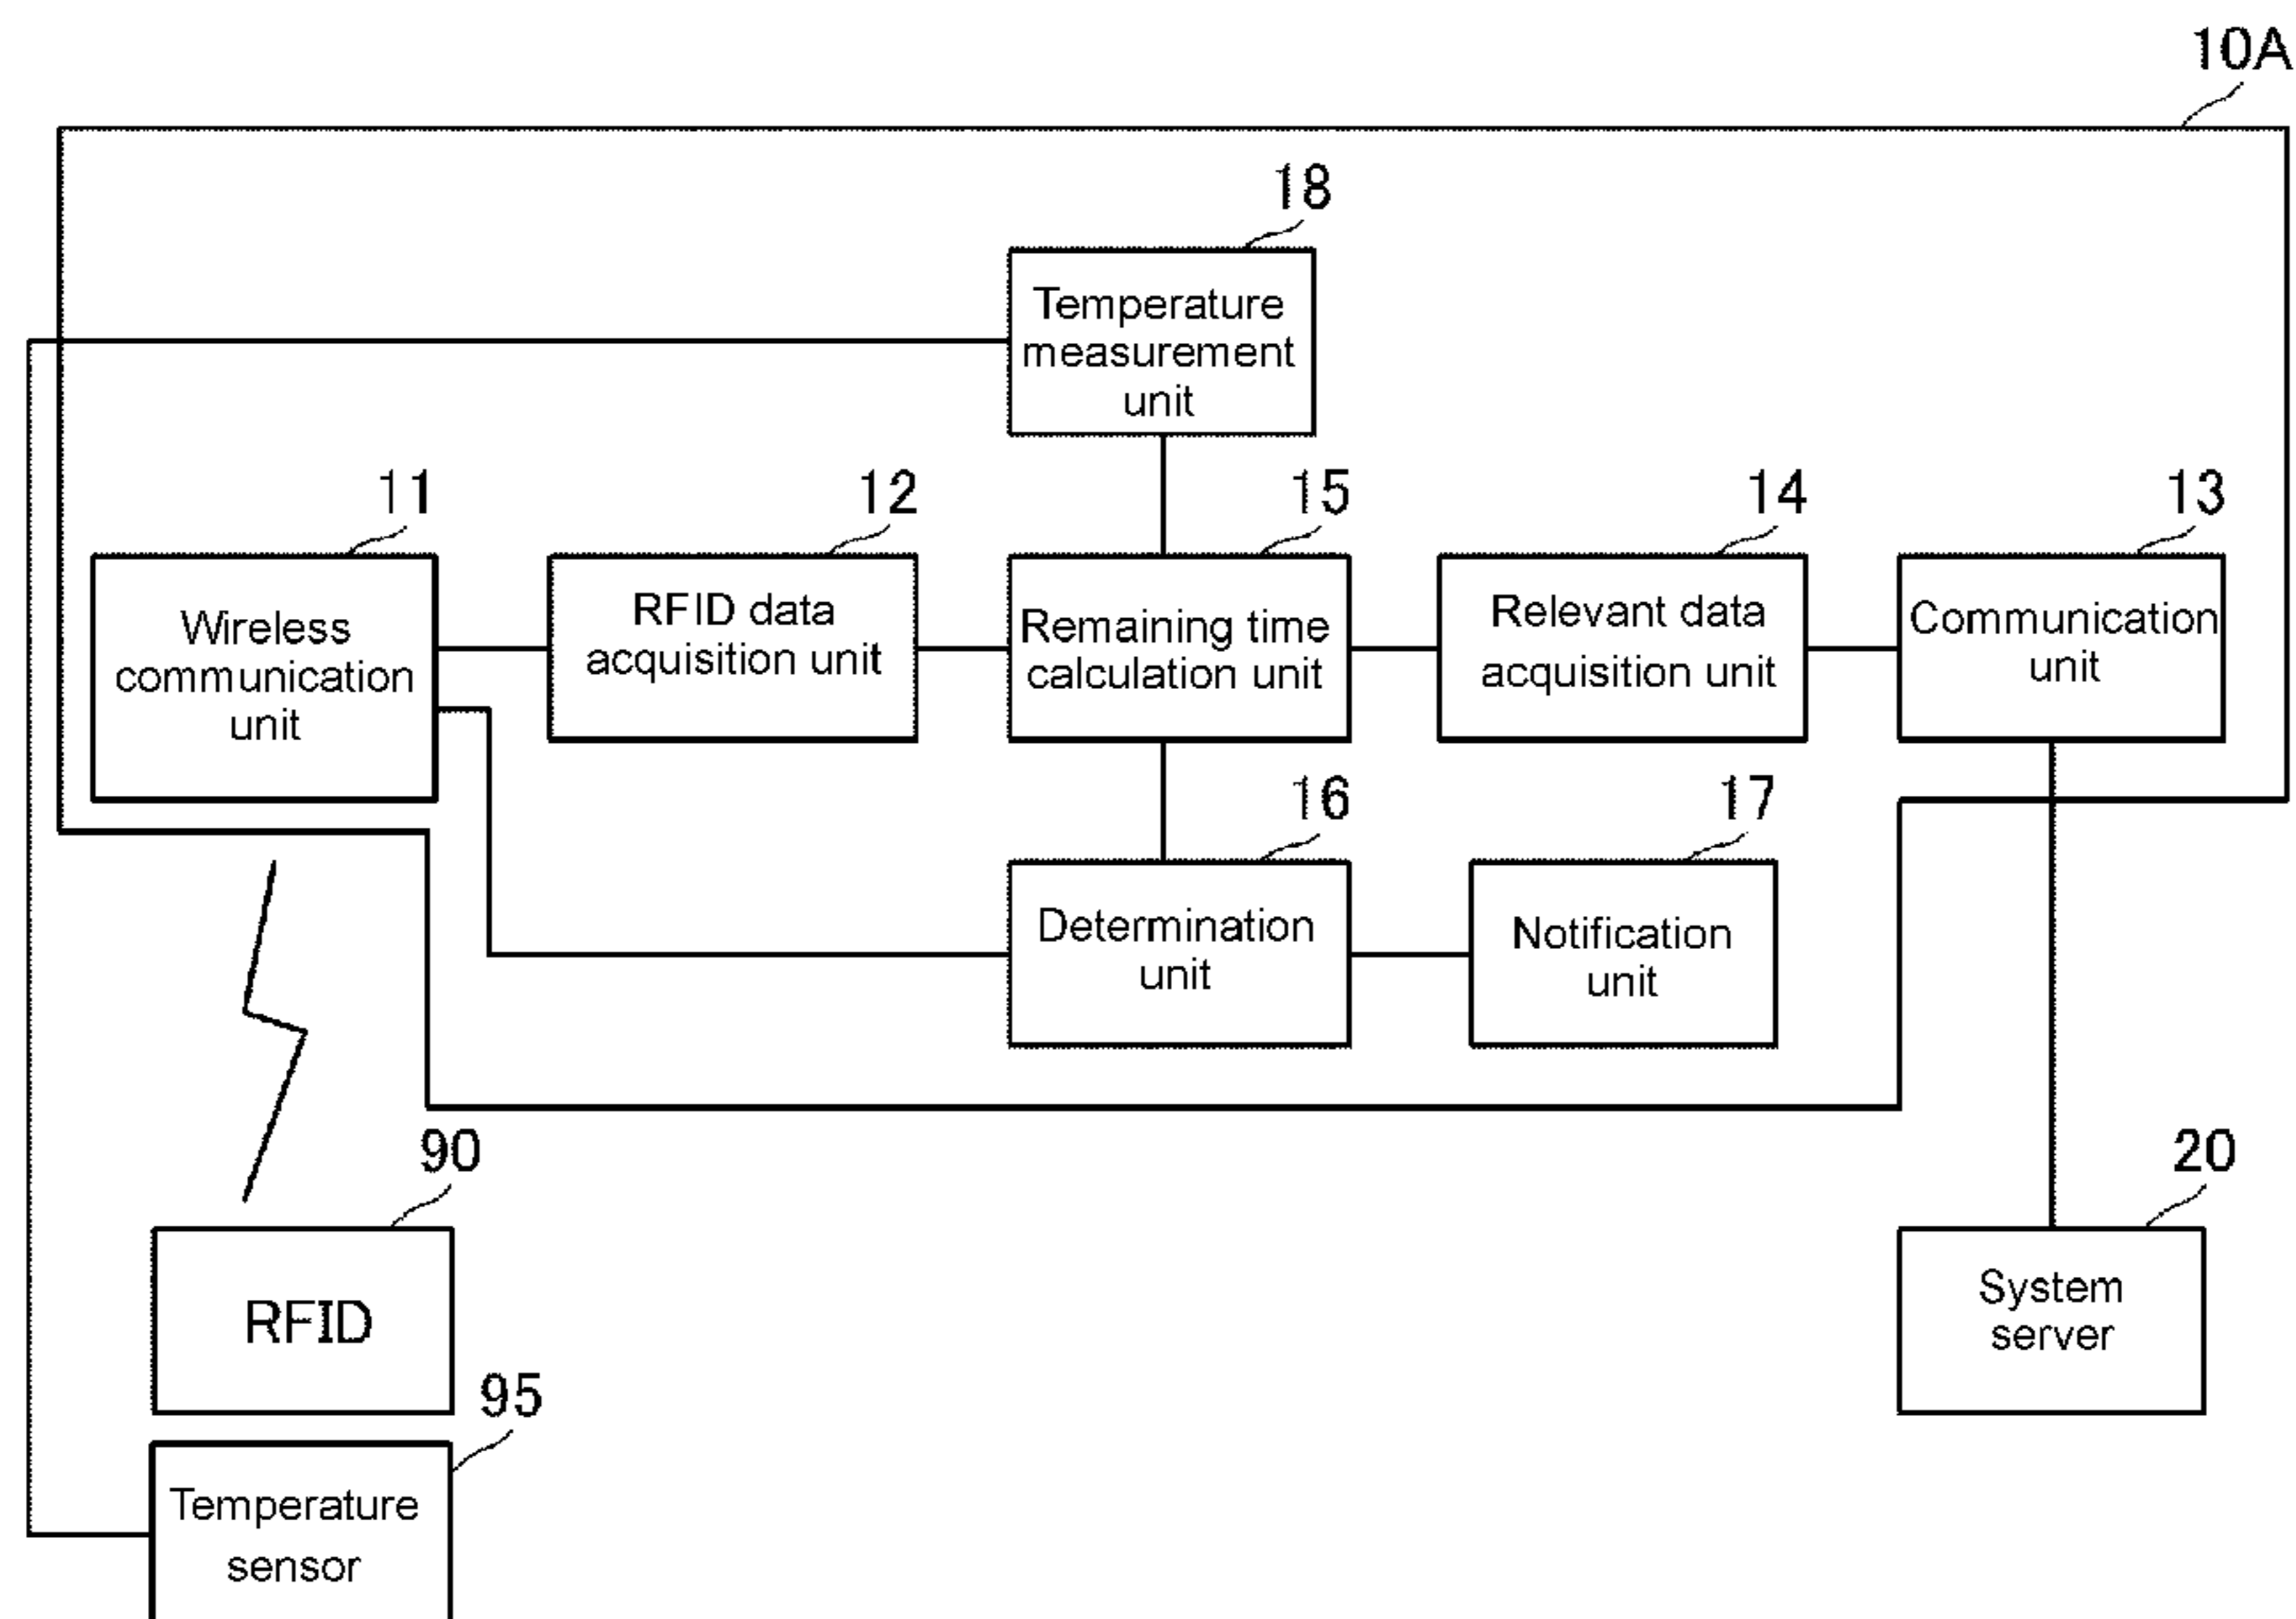 10A
18
Temperature
measurement
unit
11
12
15
14
13
Wireless
communication
unit
RFID data
acquisition unit
Remaining time
calculation unit
Relevant data
acquisition unit
Communication
unit
16
17
Determination
unit
Notification
unit
90
20
RFID
System
server
95
Temperature
sensor